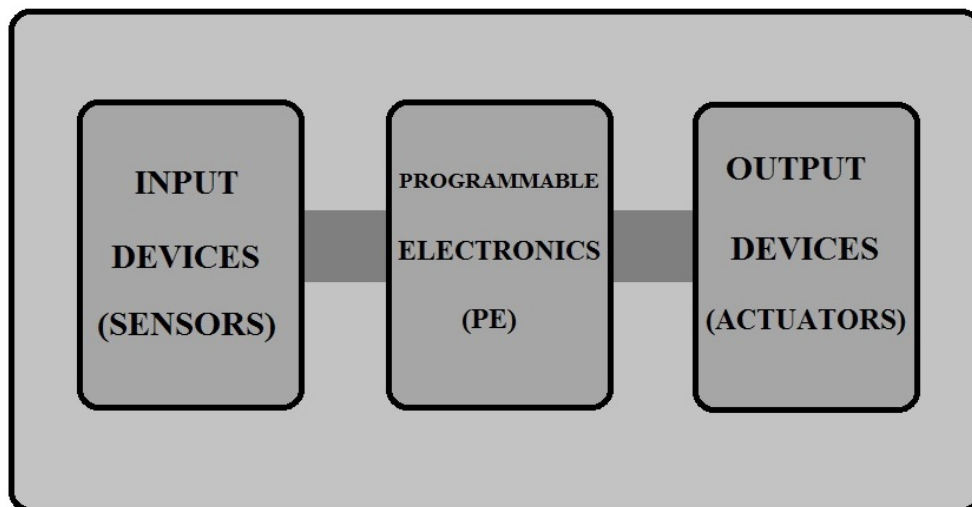 INPUT
DEVICES
(SENSORS)
PROGRAMMABLE
ELECTRONICS
(PE)
OUTPUT
DEVICES
(ACTUATORS)